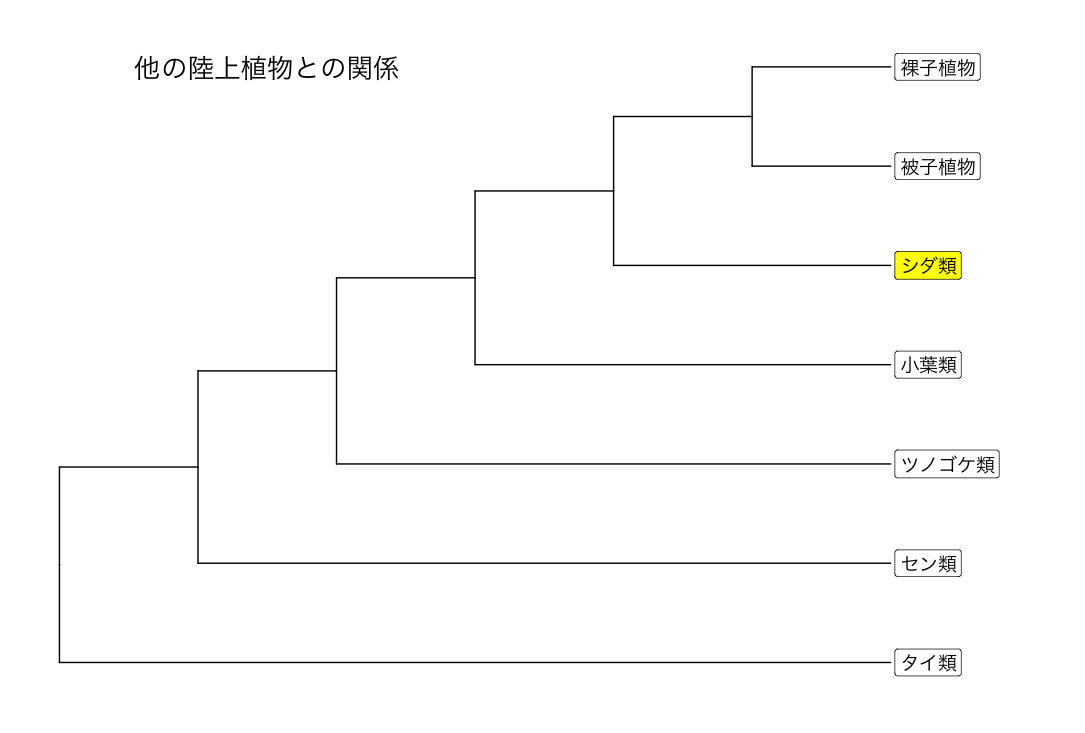 他の陸上植物との関係
裸子植物
被子植物
シダ類
小葉類
ツノゴケ類
セン類
タイ類